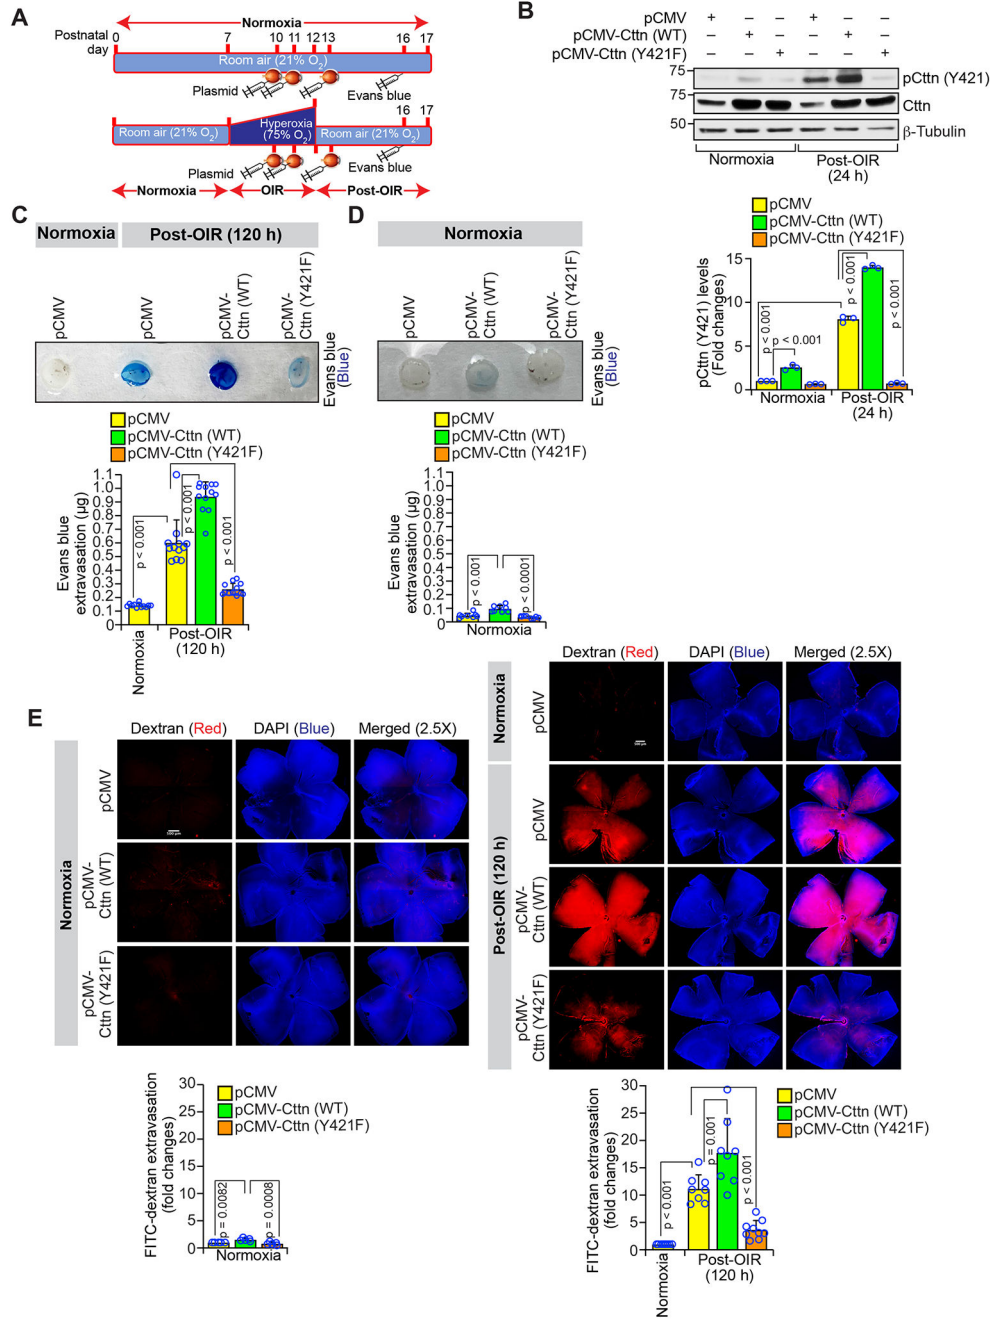 A
Normoxia
Postnatal day
0 7 10 11 12 13 16 17
Room air (21% O2)
Plasmid
Evans blue
Hyperoxia (75% O2)
16 17
Room air (21% O2)
Room air (21% O2)
Plasmid
Evans blue
Normoxia OIR Post-OIR
B
pCMV + – – + – –
pCMV-Cttn (WT) – + – – + –
pCMV-Cttn (Y421F) – – + – – +
75
pCttn (Y421)
75
Cttn
50
β-Tubulin
Normoxia
Post-OIR
(24 h)
pCMV
pCMV-Cttn (WT)
pCMV-Cttn (Y421F)
pCttn (Y421) levels
(Fold changes)
15
10
5
0
p < 0.001
p < 0.001
p < 0.001
p < 0.001
Normoxia
Post-OIR
(24 h)
C
Normoxia
Post-OIR (120 h)
pCMV
pCMV
pCMV-
Cttn (WT)
pCMV-
Cttn (Y421F)
Evans blue
(Blue)
pCMV
pCMV-Cttn (WT)
pCMV-Cttn (Y421F)
Evans blue
extravasation (µg)
1.1
1.0
0.9
0.8
0.7
0.6
0.5
0.4
0.3
0.2
0.1
0
p < 0.001
p < 0.001
p < 0.001
Normoxia
Post-OIR
(120 h)
D
Normoxia
pCMV
pCMV-
Cttn (WT)
pCMV-
Cttn (Y421F)
Evans blue
(Blue)
pCMV
pCMV-Cttn (WT)
pCMV-Cttn (Y421F)
Evans blue
extravasation (µg)
1.1
1.0
0.9
0.8
0.7
0.6
0.5
0.4
0.3
0.2
0.1
0
p < 0.001
p < 0.0001
Normoxia
E
Dextran (Red) DAPI (Blue) Merged (2.5X)
Normoxia
pCMV
pCMV-
Cttn (WT)
pCMV-
Cttn (Y421F)
Dextran (Red) DAPI (Blue) Merged (2.5X)
Normoxia
pCMV
Post-OIR (120 h)
pCMV
pCMV-
Cttn (WT)
pCMV-
Cttn (Y421F)
FITC-dextran extravasation
(fold changes)
30
25
20
15
10
5
0
pCMV
pCMV-Cttn (WT)
pCMV-Cttn (Y421F)
p = 0.0082
p = 0.0008
Normoxia
FITC-dextran extravasation
(fold changes)
30
25
20
15
10
5
0
pCMV
pCMV-Cttn (WT)
pCMV-Cttn (Y421F)
p < 0.001
p = 0.001
p < 0.001
Normoxia
Post-OIR
(120 h)